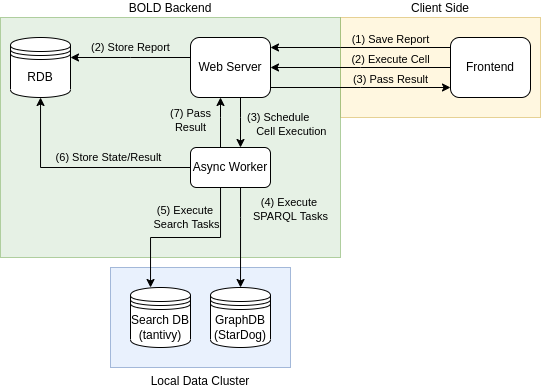 BOLD Backend
Client Side
(2) Store Report
(1) Save Report
(2) Execute Cell
(3) Pass Result
RDB
Web Server
Frontend
(7) Pass
Result
(3) Schedule
Cell Execution
(6) Store State/Result
Async Worker
(5) Execute
Search Tasks
(4) Execute
SPARQL Tasks
Search DB
(tantivy)
GraphDB
(StarDog)
Local Data Cluster